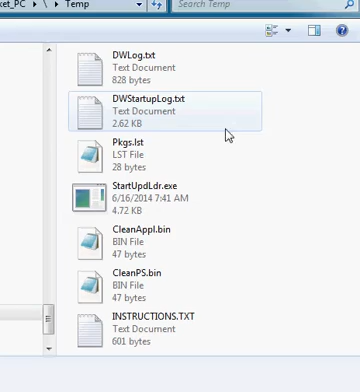 ket_PC \ Temp
Search Temp
DWLog.txt
Text Document
828 bytes
DWStartupLog.txt
Text Document
2.62 KB
Pkgs.lst
LST File
28 bytes
StartUpdLdr.exe
6/16/2014 7:41 AM
4.72 KB
CleanAppl.bin
BIN File
47 bytes
CleanPS.bin
BIN File
47 bytes
INSTRUCTIONS.TXT
Text Document
601 bytes